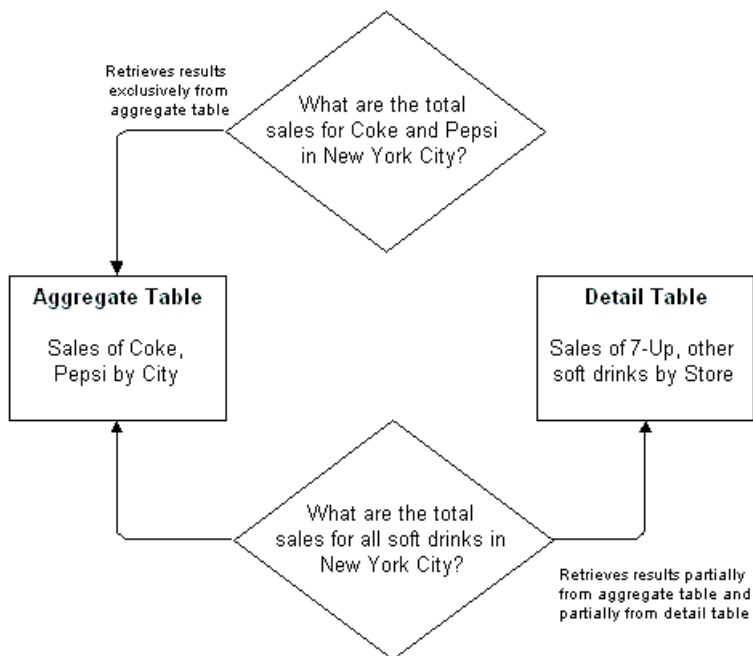 Retrieves results
exclusively from
aggregate table
What are the total
sales for Coke and Pepsi
in New York City?
Aggregate Table
Sales of Coke,
Pepsi by City
Detail Table
Sales of 7-Up, other
soft drinks by Store
What are the total
sales for all soft drinks in
New York City?
Retrieves results partially
from aggregate table and
partially from detail table